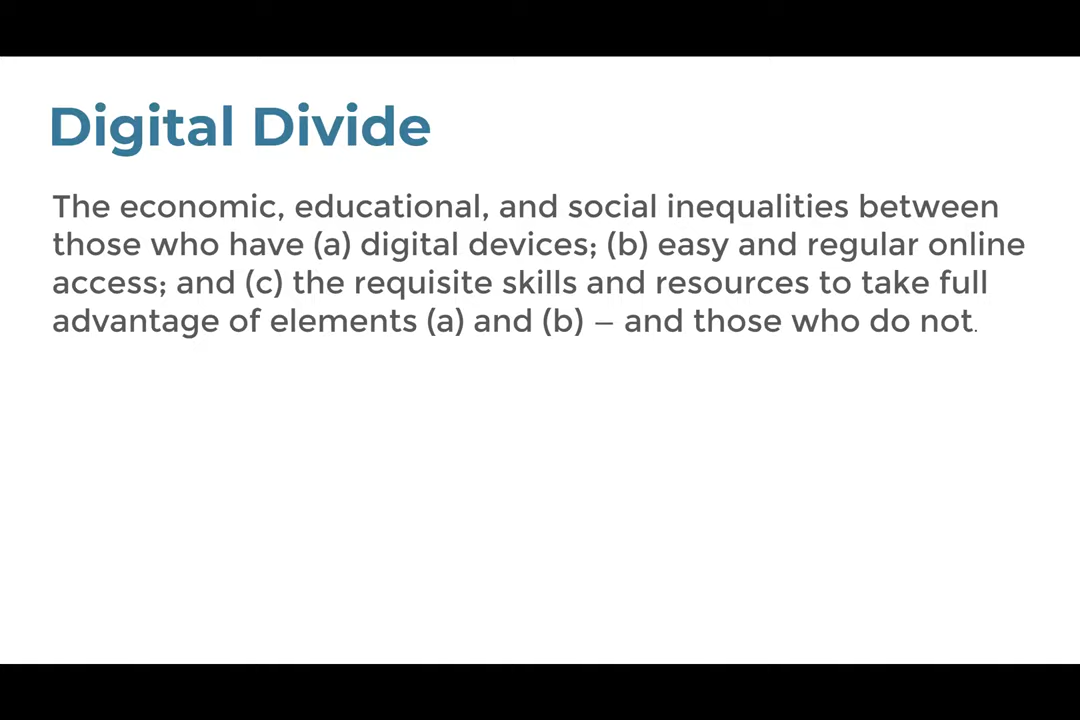 Digital Divide
The economic, educational, and social inequalities between
those who have (a) digital devices; (b) easy and regular online
access; and (c) the requisite skills and resources to take full
advantage of elements (a) and (b) – and those who do not.